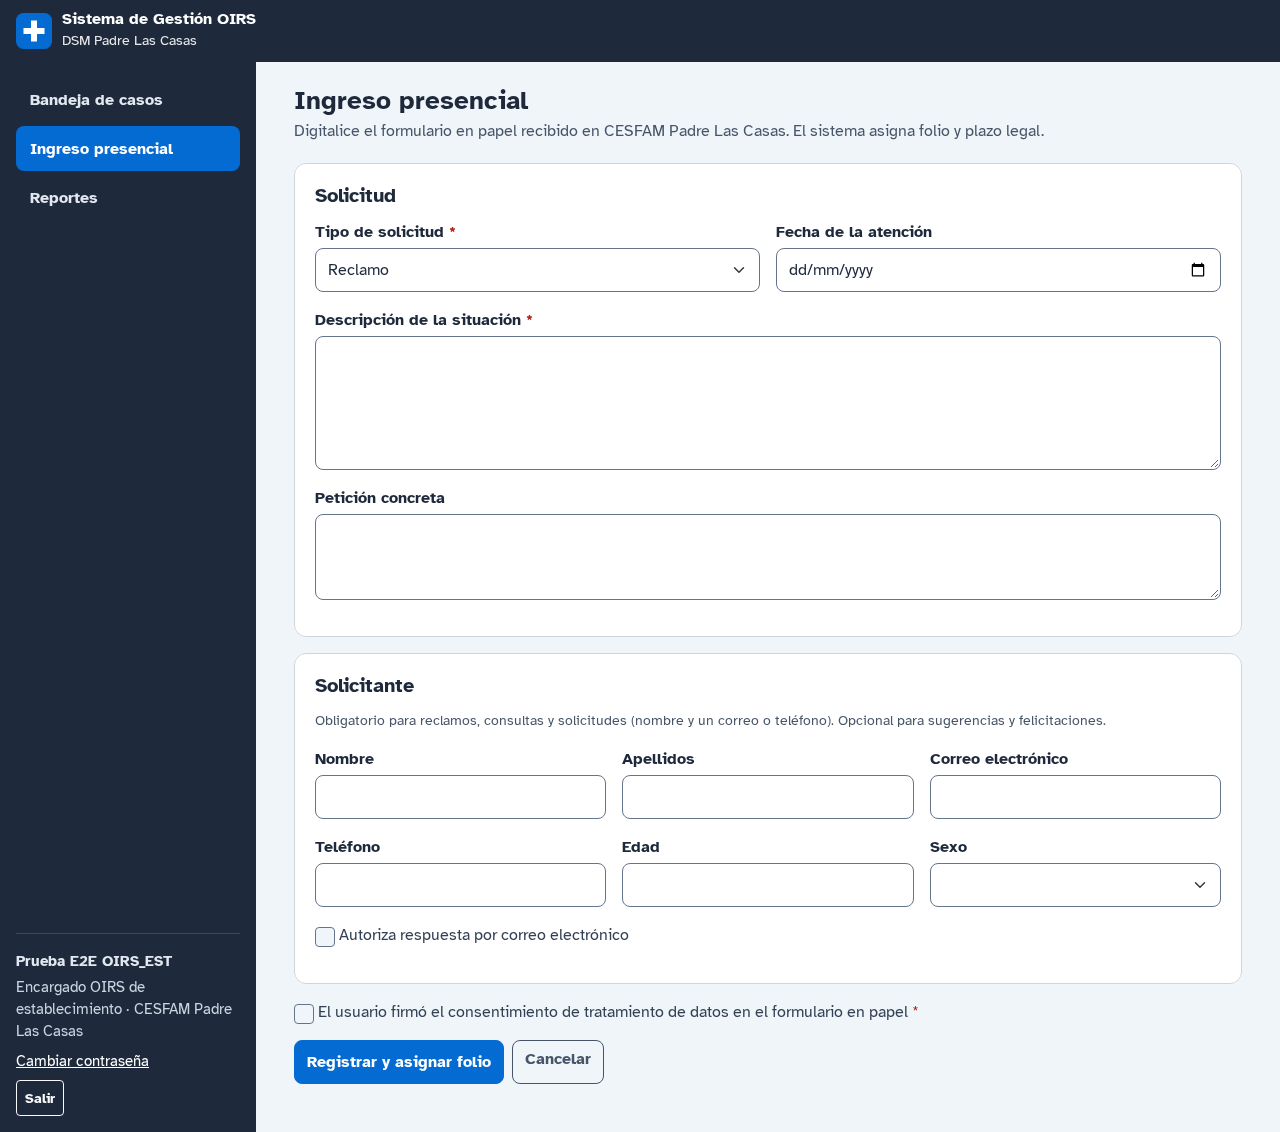 Sistema de Gestión OIRS
DSM Padre Las Casas
Bandeja de casos
Ingreso presencial
Reportes
Prueba E2E OIRS_EST
Encargado OIRS de
establecimiento · CESFAM Padre
Las Casas
Cambiar contraseña
Salir
Ingreso presencial
Digitalice el formulario en papel recibido en CESFAM Padre Las Casas. El sistema asigna folio y plazo legal.
Solicitud
Tipo de solicitud *
Reclamo
Fecha de la atención
dd/mm/yyyy
Descripción de la situación *
Petición concreta
Solicitante
Obligatorio para reclamos, consultas y solicitudes (nombre y un correo o teléfono). Opcional para sugerencias y felicitaciones.
Nombre
Apellidos
Correo electrónico
Teléfono
Edad
Sexo
Autoriza respuesta por correo electrónico
El usuario firmó el consentimiento de tratamiento de datos en el formulario en papel *
Registrar y asignar folio
Cancelar